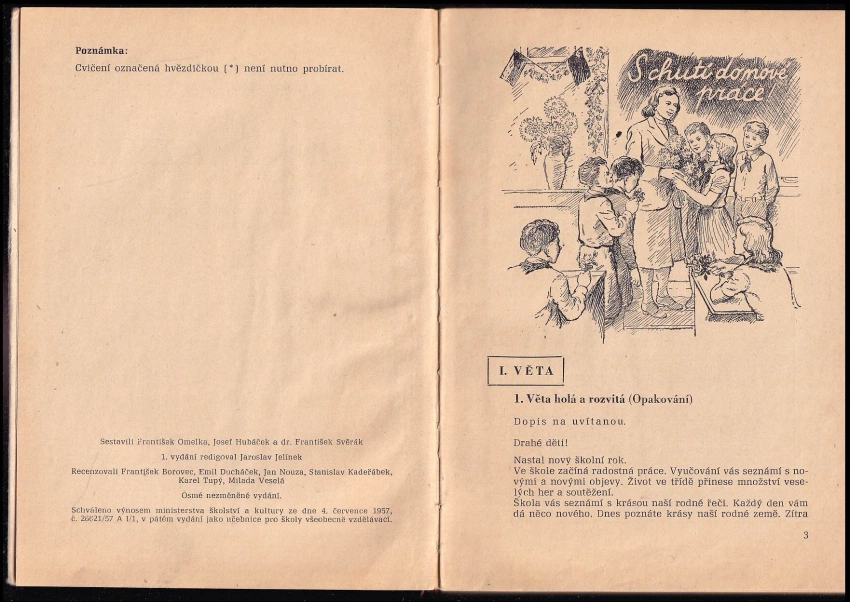 Poznámka:
Cvičení označená hvězdičkou (*) není nutno probírat.
Sestavili František Omelka, Josef Hubáček a dr. František Svěrák
1. vydání redigoval Jaroslav Jelínek
Recenzovali František Borovec, Emil Ducháček, Jan Nouza, Stanislav Kadeřábek,
Karel Tupý, Milada Veselá
Osmé nezměněné vydání.
Schváleno výnosem ministerstva školství a kultury ze dne 4. července 1957,
č. 26621/57 A I/1, v pátém vydání jako učebnice pro školy všeobecně vzdělávací.
S chutí do nové
práce!
I. VĚTA
1. Věta holá a rozvitá (Opakování)
Dopis na uvítanou.
Drahé děti!
Nastal nový školní rok.
Ve škole začíná radostná práce. Vyučování vás seznámí s no-
vými a novými objevy. Život ve třídě přinese množství vese-
lých her a soutěžení.
Škola vás seznámí s krásou naší rodné řeči. Každý den vám
dá něco nového. Dnes poznáte krásy naší rodné země. Zítra
3